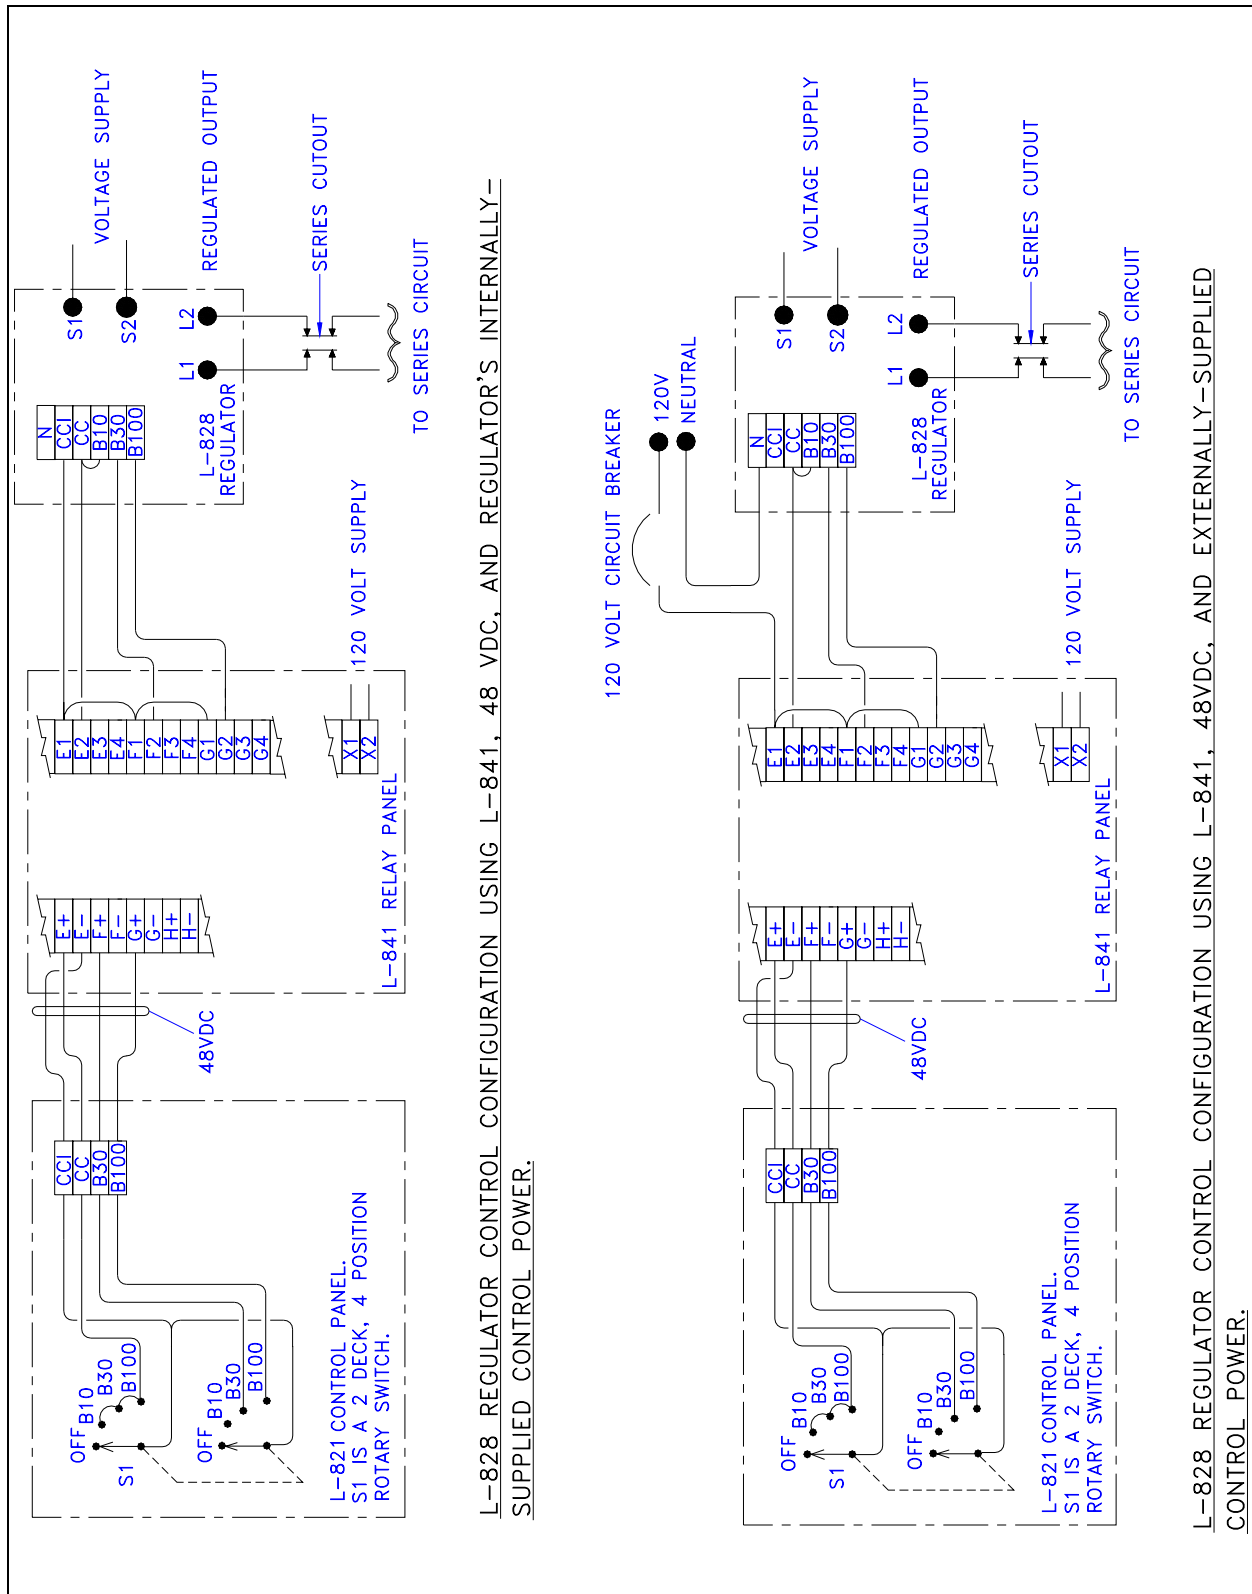 VOLTAGE SUPPLY
S1
S2
REGULATED OUTPUT
L1
L2
SERIES CUTOUT
TO SERIES CIRCUIT
N
CCI
CC
B10
B30
B100
L-828
REGULATOR
120 VOLT SUPPLY
E1
E2
E3
E4
F1
F2
F3
F4
G1
G2
G3
G4
X1
X2
E+
E-
F+
F-
G+
G-
H+
H-
L-841 RELAY PANEL
48VDC
CCI
CC
B30
B100
OFF
B10
B30
B100
S1
OFF
B10
B30
B100
L-821 CONTROL PANEL.
S1 IS A 2 DECK, 4 POSITION
ROTARY SWITCH.
L-828 REGULATOR CONTROL CONFIGURATION USING L-841, 48 VDC, AND REGULATOR'S INTERNALLY-
SUPPLIED CONTROL POWER.
120 VOLT CIRCUIT BREAKER
120V
NEUTRAL
VOLTAGE SUPPLY
S1
S2
REGULATED OUTPUT
L1
L2
SERIES CUTOUT
TO SERIES CIRCUIT
N
CCI
CC
B10
B30
B100
L-828
REGULATOR
120 VOLT SUPPLY
E1
E2
E3
E4
F1
F2
F3
F4
G1
G2
G3
G4
X1
X2
E+
E-
F+
F-
G+
G-
H+
H-
L-841 RELAY PANEL
48VDC
CCI
CC
B30
B100
OFF
B10
B30
B100
S1
OFF
B10
B30
B100
L-821 CONTROL PANEL.
S1 IS A 2 DECK, 4 POSITION
ROTARY SWITCH.
L-828 REGULATOR CONTROL CONFIGURATION USING L-841, 48VDC, AND EXTERNALLY-SUPPLIED
CONTROL POWER.